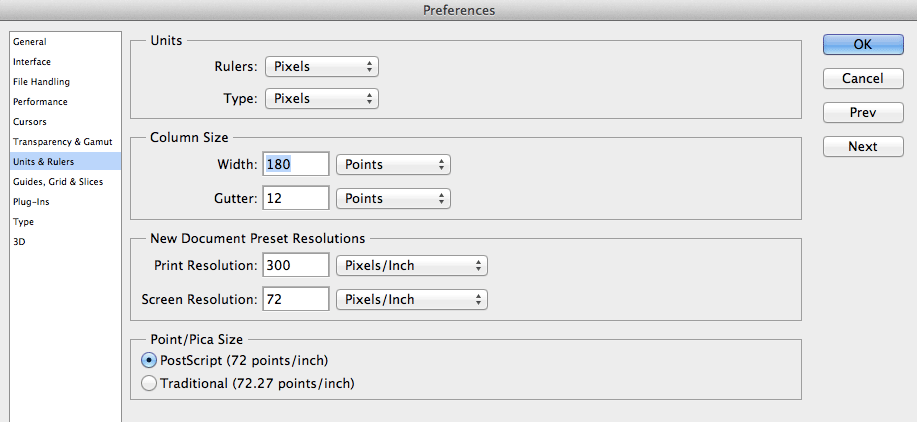 Preferences
General
Interface
File Handling
Performance
Cursors
Transparency & Gamut
Units & Rulers
Guides, Grid & Slices
Plug-Ins
Type
3D
Units
Rulers: Pixels
Type: Pixels
Column Size
Width: 180 Points
Gutter: 12 Points
New Document Preset Resolutions
Print Resolution: 300 Pixels/Inch
Screen Resolution: 72 Pixels/Inch
Point/Pica Size
PostScript (72 points/inch)
Traditional (72.27 points/inch)
OK
Cancel
Prev
Next